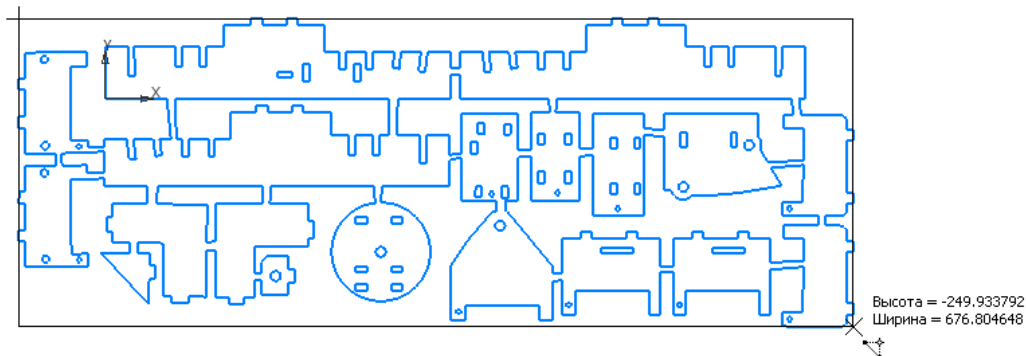 Y
X
Высота = -249.933792
Ширина = 676.804648